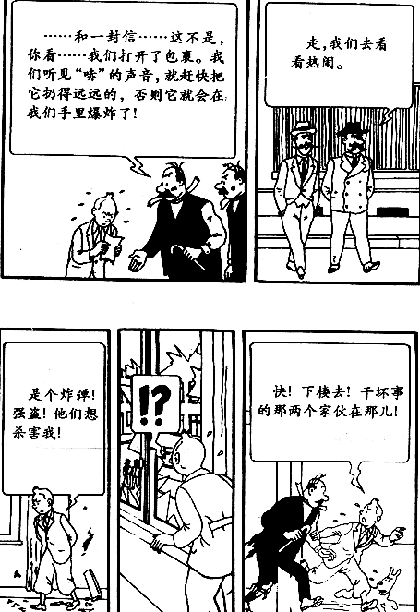 ……和一封信……这不是，
你看……我们打开了包裹。我
们听见“咝”的声音，就赶快把
它扔得远远的，否则它就会在
我们手里爆炸了！
走，我们去看
看热闹。
是个炸弹！
强盗！他们想
杀害我！
!?
快！下楼去！干坏事
的那两个家伙在那儿！